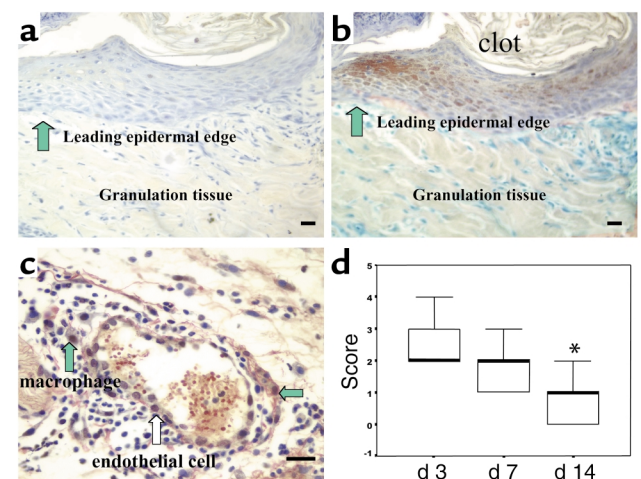 a
Leading epidermal edge
Granulation tissue
b
clot
Leading epidermal edge
Granulation tissue
c
macrophage
endothelial cell
d
Score
5
4
3
2
1
0
-1
*
d 3
d 7
d 14